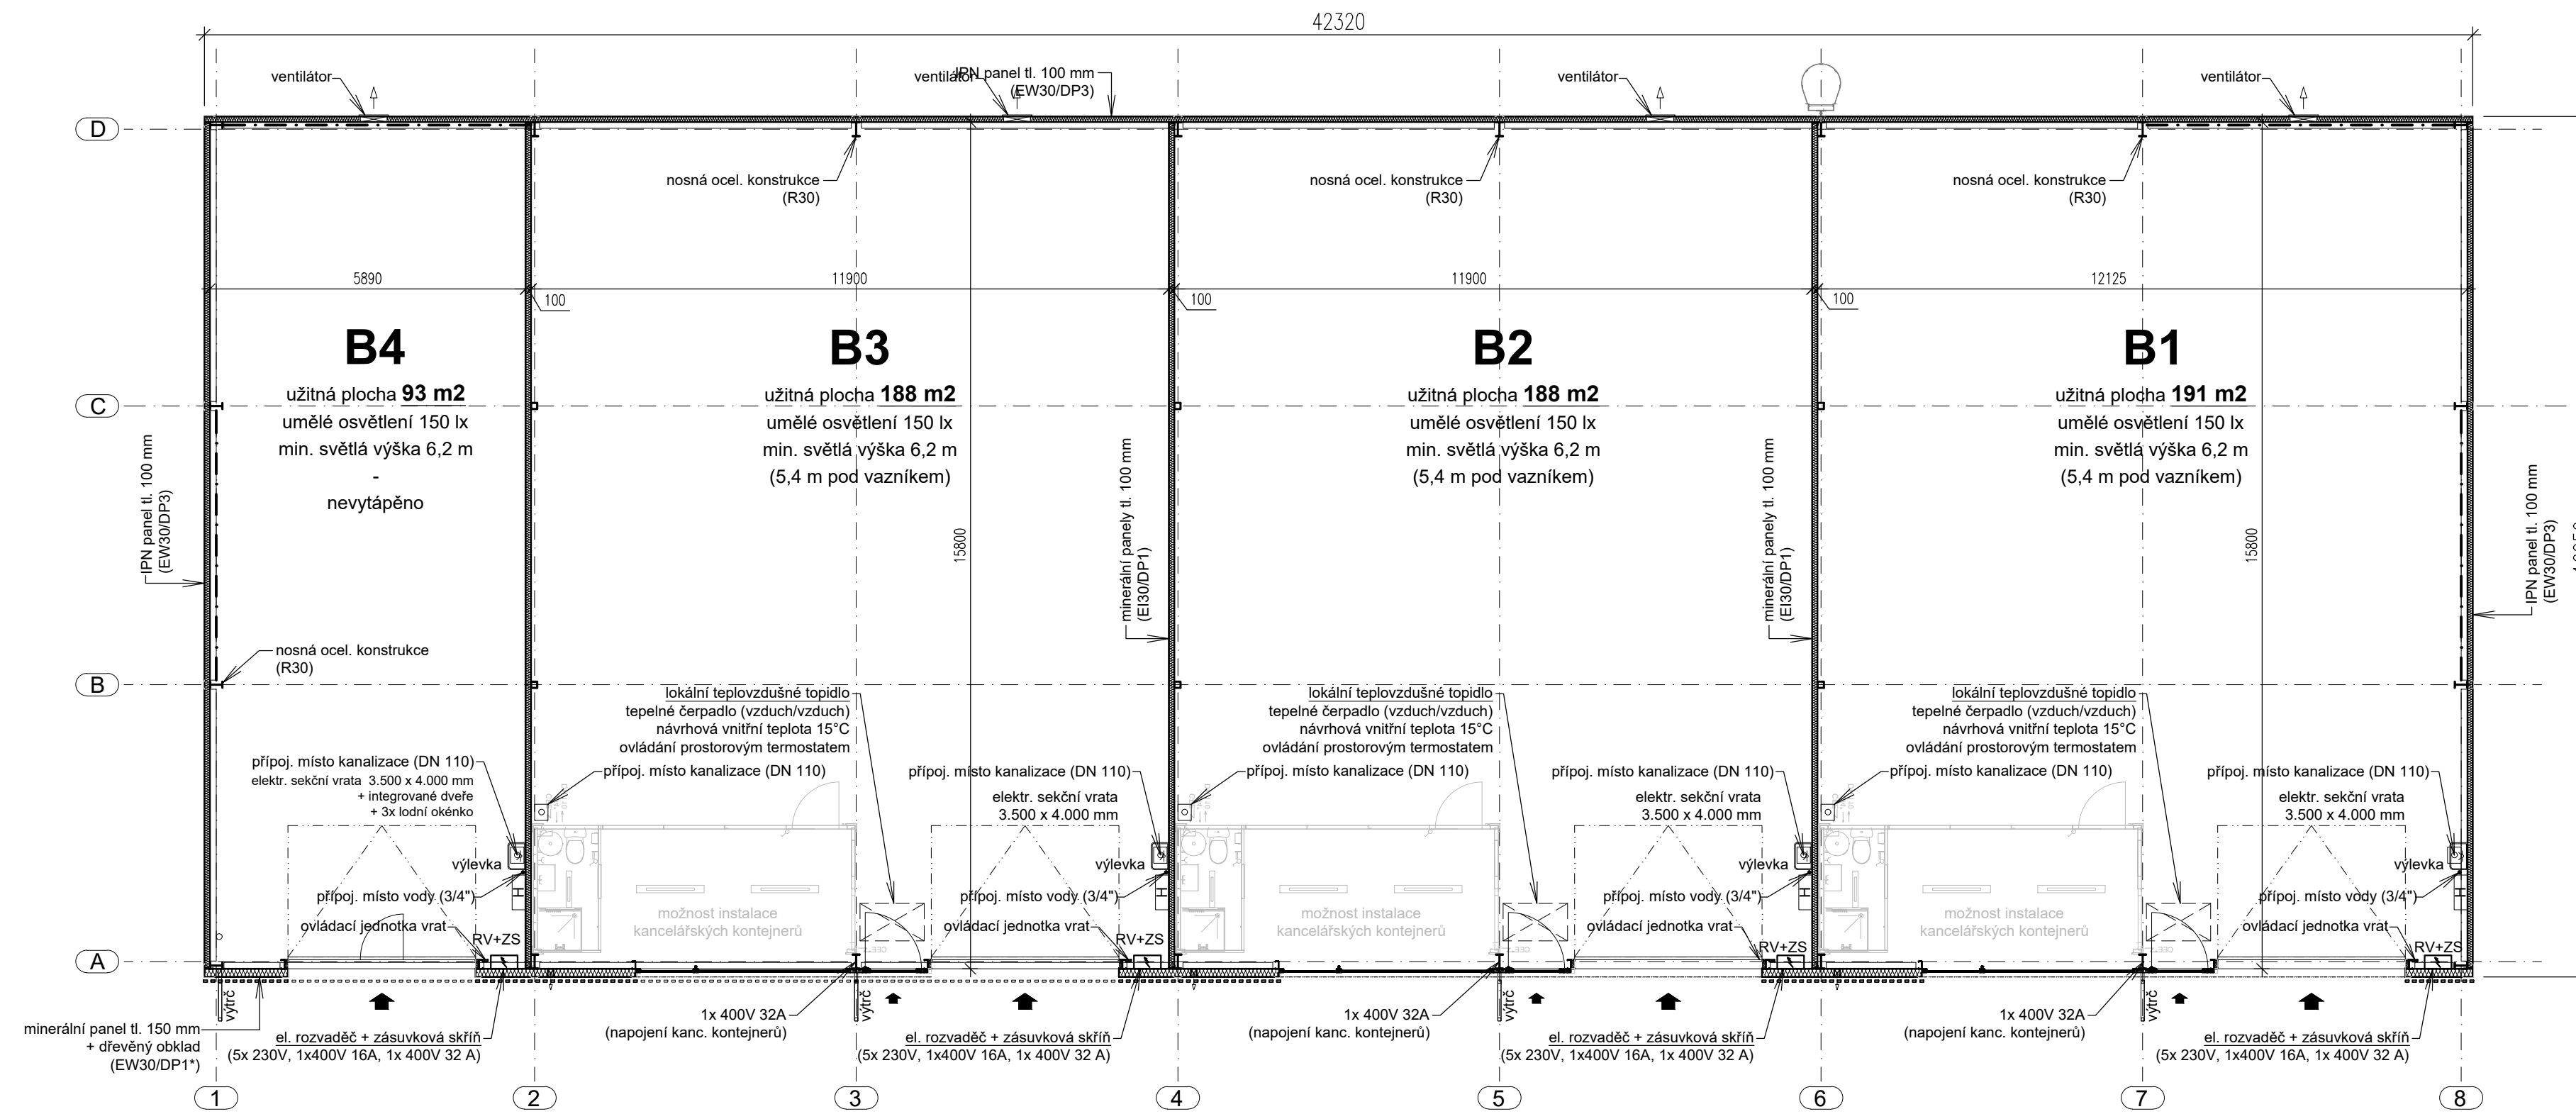 42320
ventilátor
ventilátor
IPN panel tl. 100 mm
(EW30/DP3)
ventilátor
ventilátor
D
nosná ocel. konstrukce
(R30)
nosná ocel. konstrukce
(R30)
nosná ocel. konstrukce
(R30)
5890
100
11900
100
11900
100
12125
B4
užitná plocha 93 m2
umělé osvětlení 150 lx
min. světlá výška 6,2 m
-
nevytápěno
B3
užitná plocha 188 m2
umělé osvětlení 150 lx
min. světlá výška 6,2 m
(5,4 m pod vazníkem)
B2
užitná plocha 188 m2
umělé osvětlení 150 lx
min. světlá výška 6,2 m
(5,4 m pod vazníkem)
B1
užitná plocha 191 m2
umělé osvětlení 150 lx
min. světlá výška 6,2 m
(5,4 m pod vazníkem)
C
IPN panel tl. 100 mm
(EW30/DP3)
15800
minerální panely tl. 100 mm
(EI30/DP1)
minerální panely tl. 100 mm
(EI30/DP1)
15800
IPN panel tl. 100 mm
(EW30/DP3)
nosná ocel. konstrukce
(R30)
B
lokální teplovzdušné topidlo
tepelné čerpadlo (vzduch/vzduch)
návrhová vnitřní teplota 15°C
ovládání prostorovým termostatem
lokální teplovzdušné topidlo
tepelné čerpadlo (vzduch/vzduch)
návrhová vnitřní teplota 15°C
ovládání prostorovým termostatem
lokální teplovzdušné topidlo
tepelné čerpadlo (vzduch/vzduch)
návrhová vnitřní teplota 15°C
ovládání prostorovým termostatem
přípoj. místo kanalizace (DN 110)
elektr. sekční vrata 3.500 x 4.000 mm
+ integrované dveře
+ 3x lodní okénko
přípoj. místo kanalizace (DN 110)
přípoj. místo kanalizace (DN 110)
elektr. sekční vrata
3.500 x 4.000 mm
přípoj. místo kanalizace (DN 110)
přípoj. místo kanalizace (DN 110)
elektr. sekční vrata
3.500 x 4.000 mm
přípoj. místo kanalizace (DN 110)
přípoj. místo kanalizace (DN 110)
elektr. sekční vrata
3.500 x 4.000 mm
výlevka
přípoj. místo vody (3/4")
ovládací jednotka vrat
RV+ZS
možnost instalace
kancelářských kontejnerů
výlevka
přípoj. místo vody (3/4")
ovládací jednotka vrat
RV+ZS
možnost instalace
kancelářských kontejnerů
výlevka
přípoj. místo vody (3/4")
ovládací jednotka vrat
RV+ZS
možnost instalace
kancelářských kontejnerů
výlevka
přípoj. místo vody (3/4")
ovládací jednotka vrat
RV+ZS
A
výtrč
výtrč
výtrč
výtrč
minerální panel tl. 150 mm
+ dřevěný obklad
(EW30/DP1*)
el. rozvaděč + zásuvková skříň
(5x 230V, 1x400V 16A, 1x 400V 32 A)
1x 400V 32A
(napojení kanc. kontejnerů)
el. rozvaděč + zásuvková skříň
(5x 230V, 1x400V 16A, 1x 400V 32 A)
1x 400V 32A
(napojení kanc. kontejnerů)
el. rozvaděč + zásuvková skříň
(5x 230V, 1x400V 16A, 1x 400V 32 A)
1x 400V 32A
(napojení kanc. kontejnerů)
el. rozvaděč + zásuvková skříň
(5x 230V, 1x400V 16A, 1x 400V 32 A)
1
2
3
4
5
6
7
8